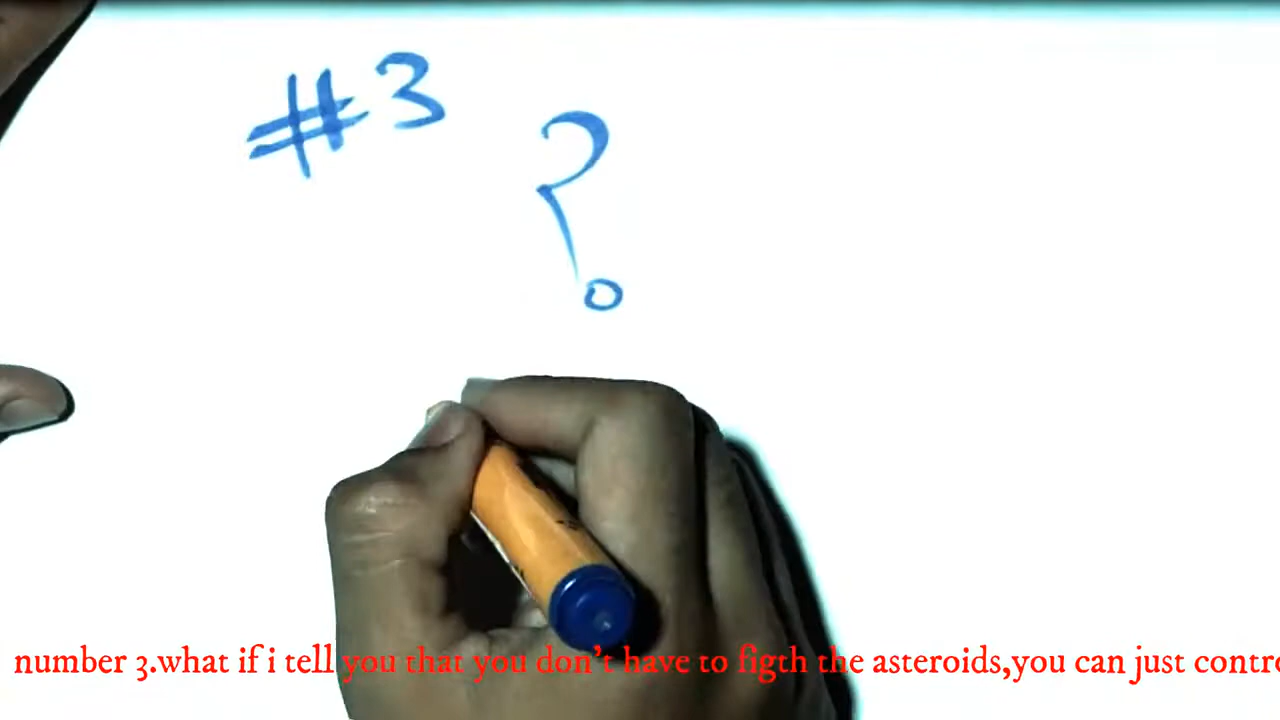 #3
?
number 3.what if i tell you that you don't have to figth the asteroids,you can just contro